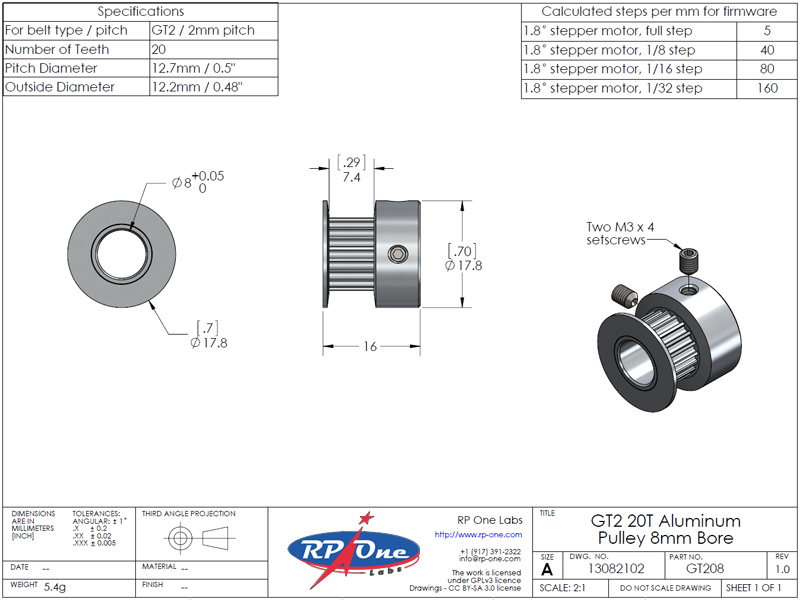 Specifications
For belt type / pitch GT2 / 2mm pitch
Number of Teeth 20
Pitch Diameter 12.7mm / 0.5"
Outside Diameter 12.2mm / 0.48"
Calculated steps per mm for firmware
1.8° stepper motor, full step 5
1.8° stepper motor, 1/8 step 40
1.8° stepper motor, 1/16 step 80
1.8° stepper motor, 1/32 step 160
Ø8 +0.05
0
[.7]
Ø17.8
[.29]
7.4
[.70]
Ø17.8
16
Two M3 x 4
setscrews
DIMENSIONS
ARE IN
MILLIMETERS
[INCH]
TOLERANCES:
ANGULAR: ± 1°
.X ± 0.2
.XX ± 0.02
.XXX ± 0.005
THIRD ANGLE PROJECTION
DATE --
MATERIAL --
WEIGHT 5.4g
FINISH --
RP One
Labs
RP One Labs
http://www.rp-one.com
+1 (917) 391-2322
info@rp-one.com
The work is licensed
under GPLv3 licence
Drawings - CC BY-SA 3.0 license
TITLE
GT2 20T Aluminum
Pulley 8mm Bore
SIZE
A
DWG. NO.
13082102
PART NO.
GT208
REV
1.0
SCALE: 2:1
DO NOT SCALE DRAWING
SHEET 1 OF 1